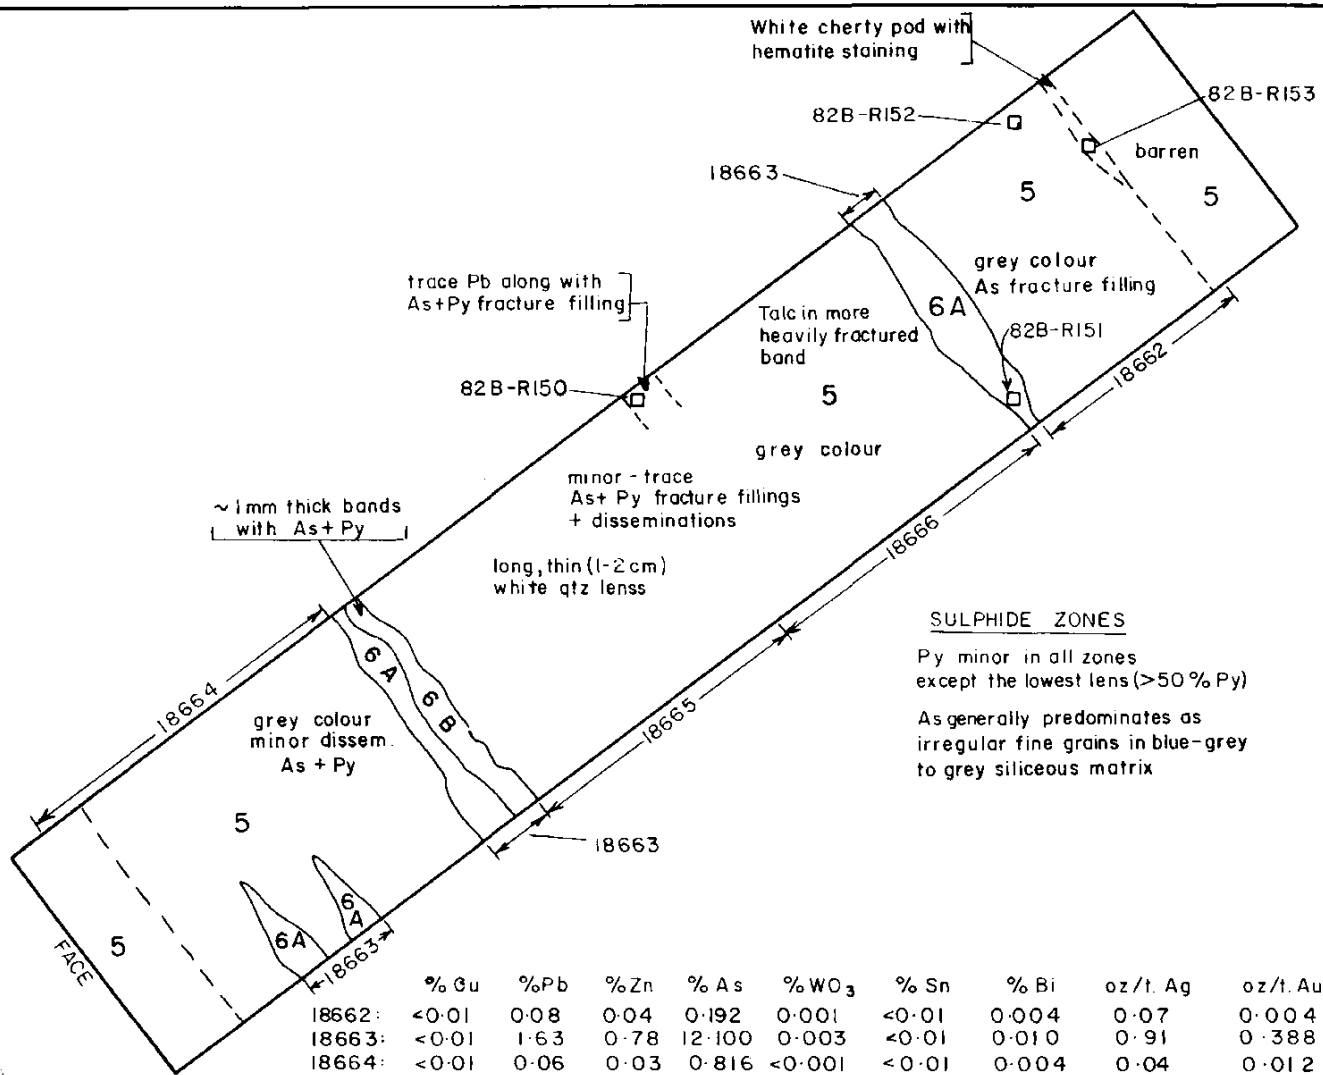 White cherty pod with
hematite staining
82B-R153
82B-R152
barren
18663
5
5
grey colour
As fracture filling
trace Pb along with
As+Py fracture filling
Talc in more
heavily fractured
band
6A
82B-R151
18662
82B-R150
5
grey colour
minor - trace
As+ Py fracture fillings
+ disseminations
~1mm thick bands
with As+Py
18666
long, thin (1-2cm)
white qtz lenss
SULPHIDE ZONES
Py minor in all zones
except the lowest lens (>50% Py)
As generally predominates as
irregular fine grains in blue-grey
to grey siliceous matrix
6A
6B
18664
18665
grey colour
minor dissem.
As + Py
5
18663
6A
6A
5
FACE
18663
% Cu %Pb %Zn % As %WO3 % Sn % Bi oz/t. Ag oz/t. Au
18662: <0·01 0·08 0·04 0·192 0·001 <0·01 0·004 0·07 0·004
18663: <0·01 1·63 0·78 12·100 0·003 <0·01 0·010 0·91 0·388
18664: <0·01 0·06 0·03 0·816 <0·001 <0·01 0·004 0·04 0·012